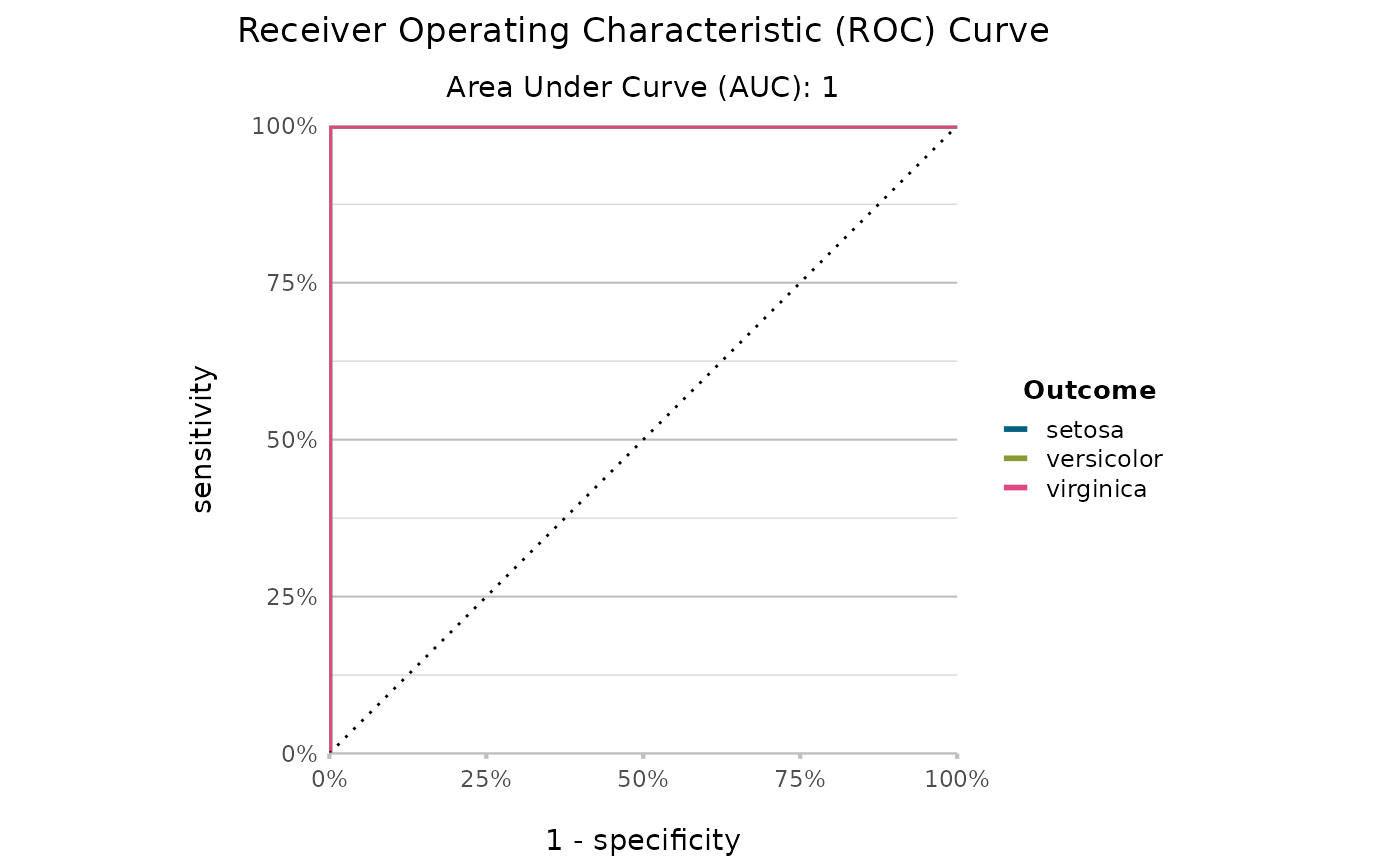 Receiver Operating Characteristic (ROC) Curve
Area Under Curve (AUC): 1
100%
75%
50%
25%
0%
sensitivity
0% 25% 50% 75% 100%
1 - specificity
Outcome
setosa
versicolor
virginica